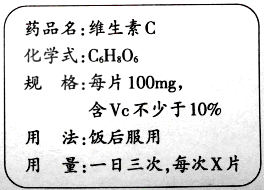 药品名:维生素C
化学式:C₆H₈O₆
规 格:每片100mg,
含Vc不少于10%
用 法:饭后服用
用 量:一日三次,每次X片